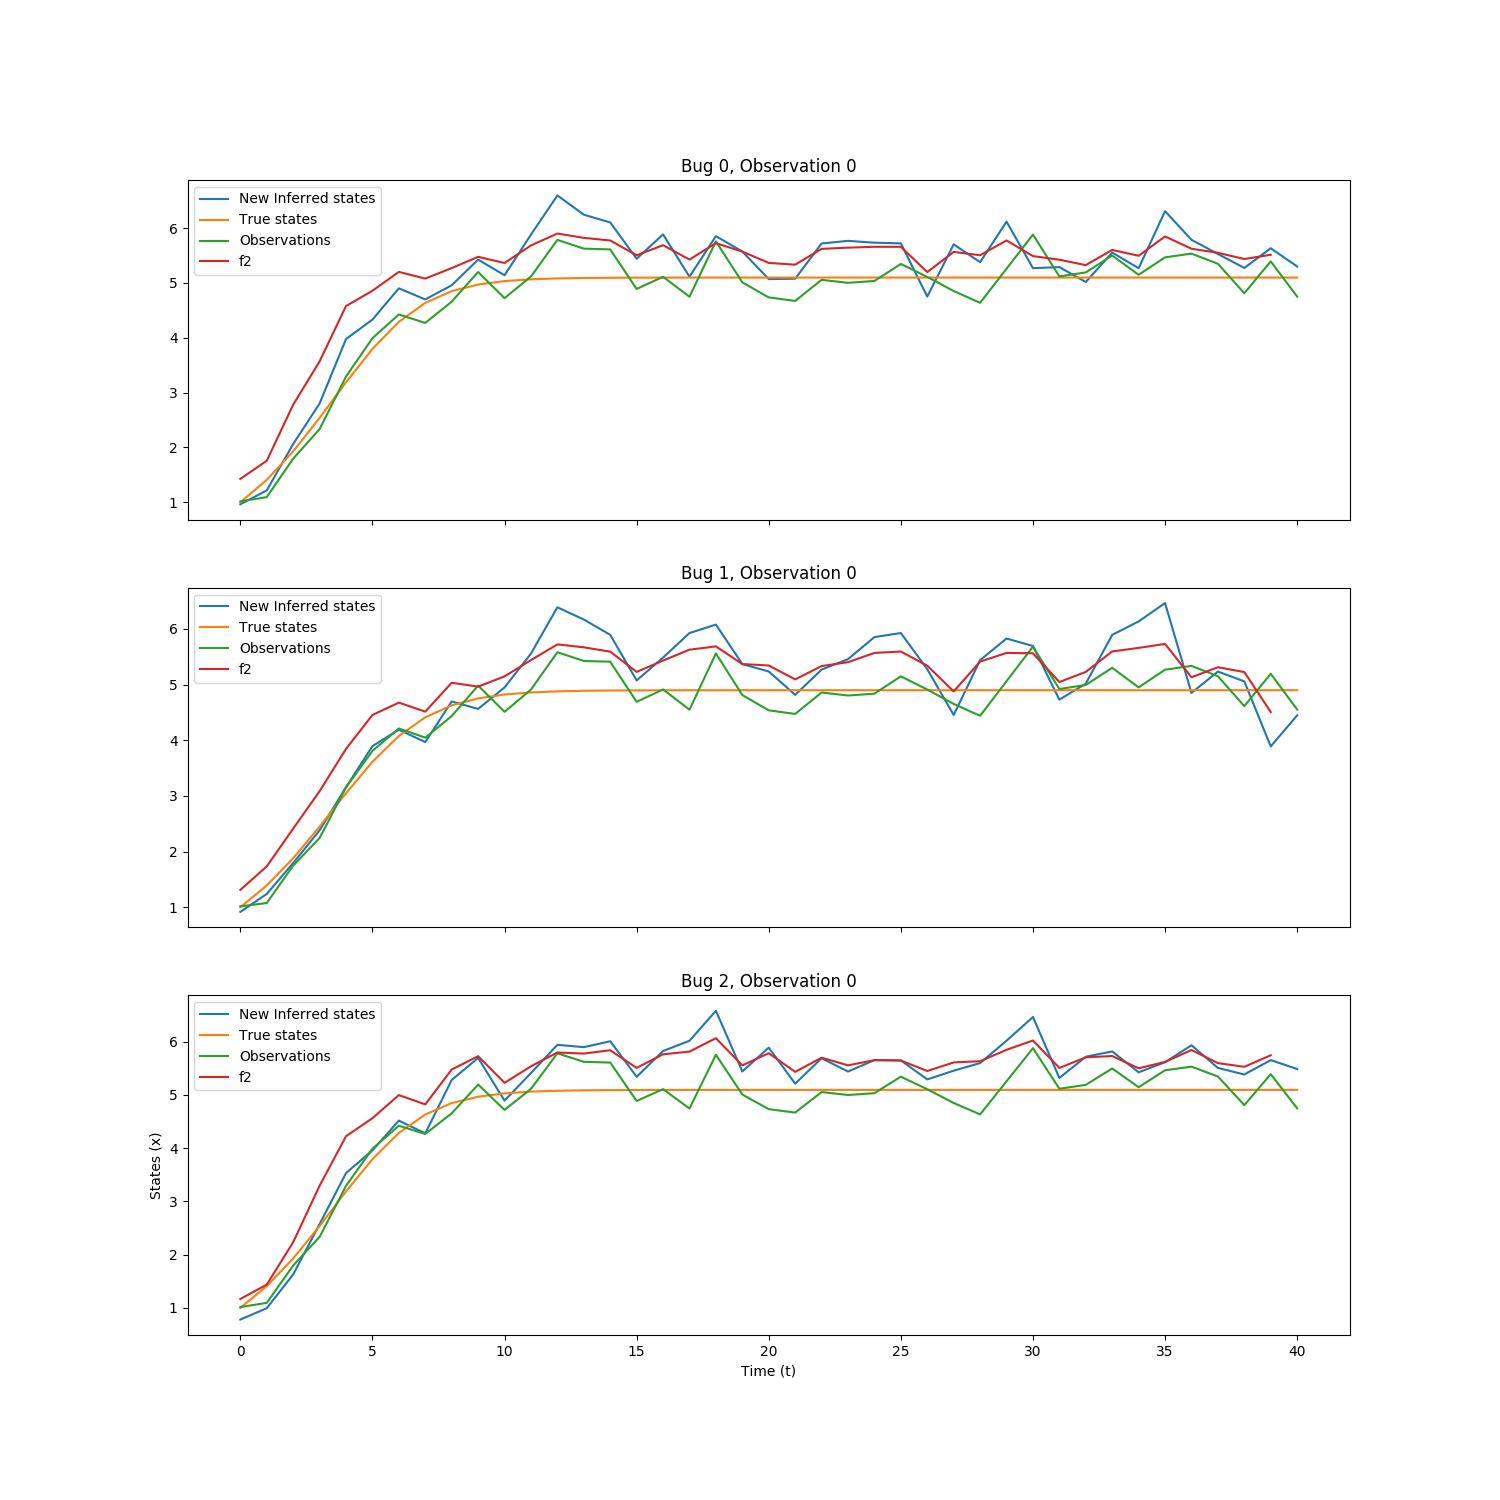 Bug 0, Observation 0
New Inferred states
True states
Observations
f2
6
5
4
3
2
1
Bug 1, Observation 0
New Inferred states
True states
Observations
f2
6
5
4
3
2
1
Bug 2, Observation 0
New Inferred states
True states
Observations
f2
6
5
4
3
2
1
States (x)
0 5 10 15 20 25 30 35 40
Time (t)